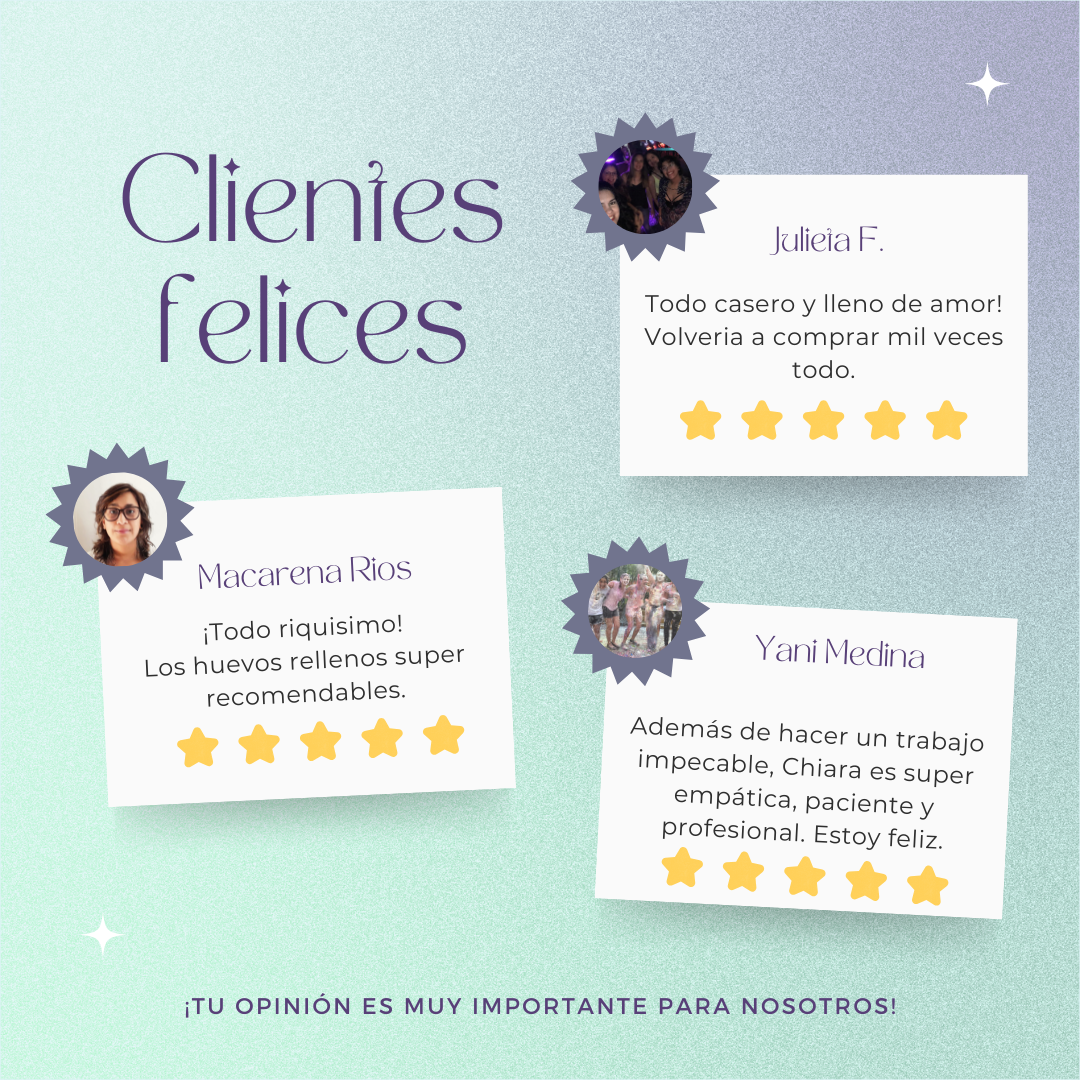 Clientes
felices
Julieta F.
Todo casero y lleno de amor!
Volveria a comprar mil veces
todo.
Macarena Rios
¡Todo riquisimo!
Los huevos rellenos super
recomendables.
Yani Medina
Además de hacer un trabajo
impecable, Chiara es super
empática, paciente y
profesional. Estoy feliz.
¡TU OPINIÓN ES MUY IMPORTANTE PARA NOSOTROS!